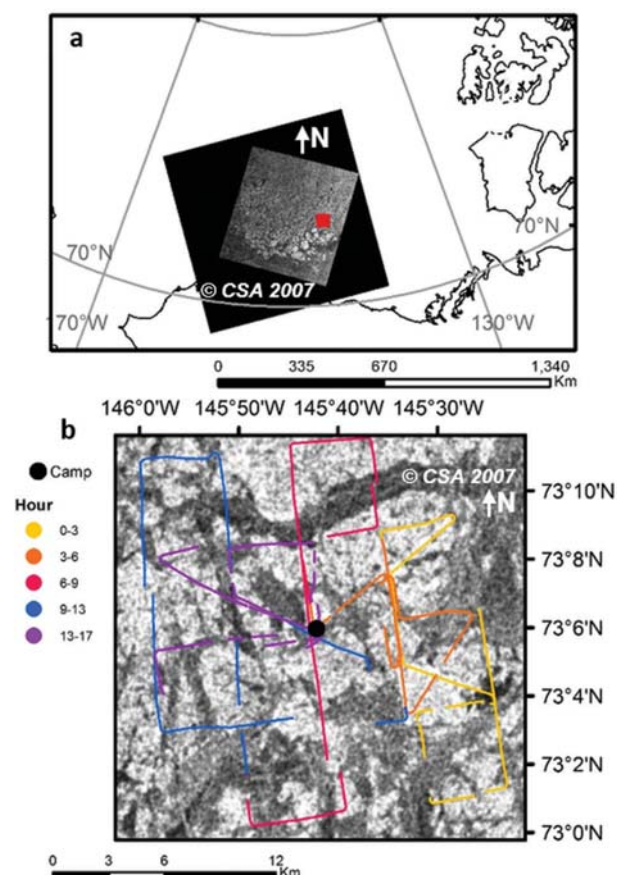 a
N
70°N
70°N
© CSA 2007
70°W
130°W
0 335 670 1,340
Km
146°0'W 145°50'W 145°40'W 145°30'W
b
© CSA 2007
N
Camp
Hour
0-3
3-6
6-9
9-13
13-17
73°10'N
73°8'N
73°6'N
73°4'N
73°2'N
73°0'N
0 3 6 12
Km